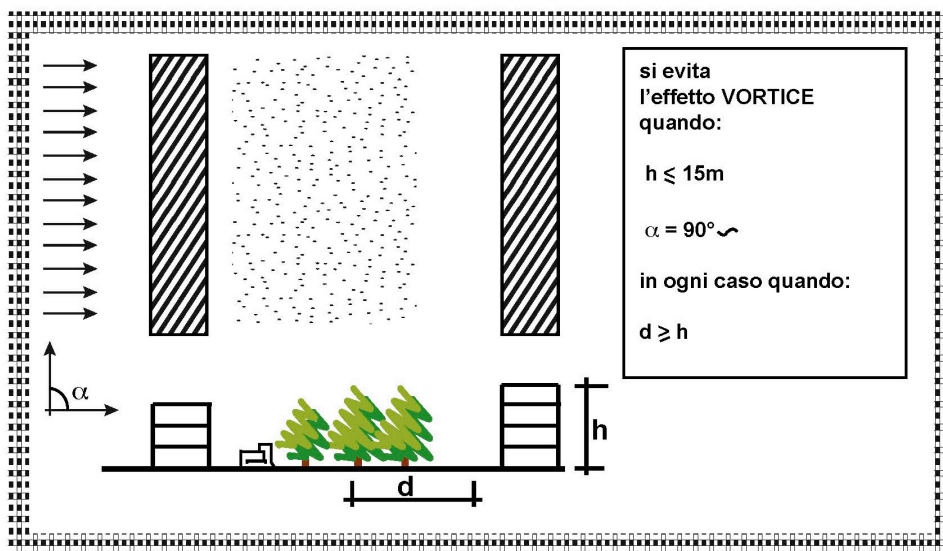 si evita
l'effetto VORTICE
quando:
h ⩽ 15m
α = 90°~
in ogni caso quando:
d ⩾ h
α
h
d